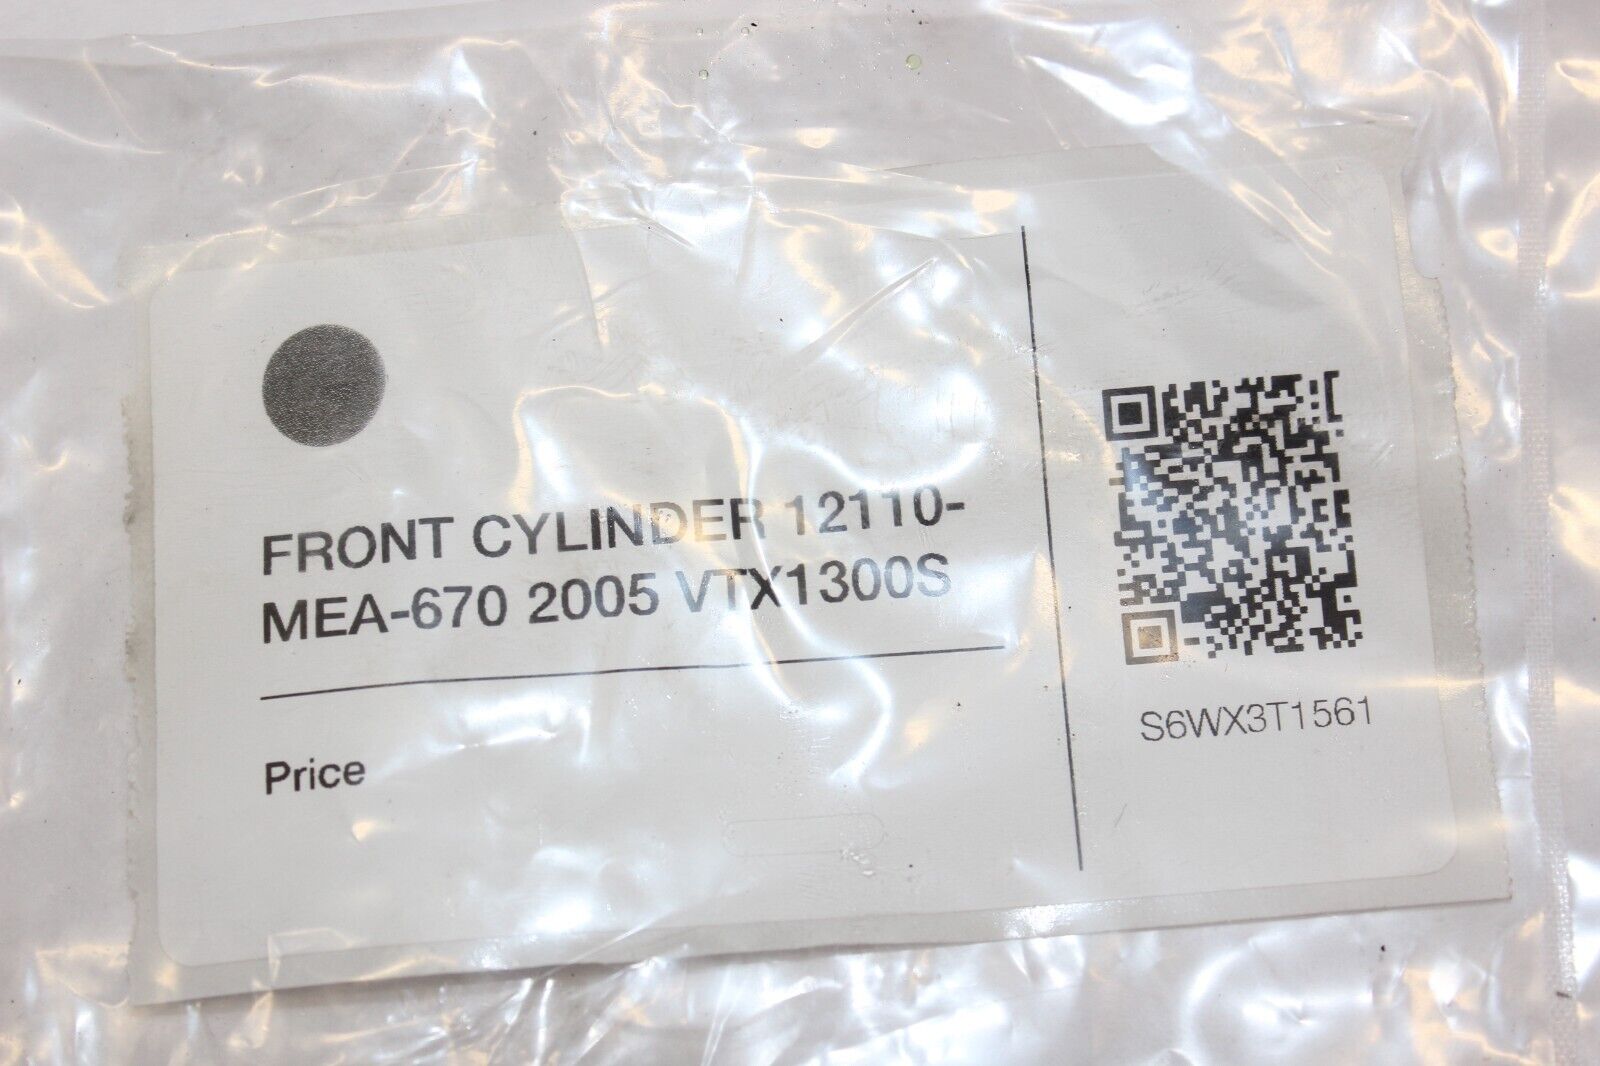 FRONT CYLINDER 12110-
MEA-670 2005 VTX1300S
Price
S6WX3T1561